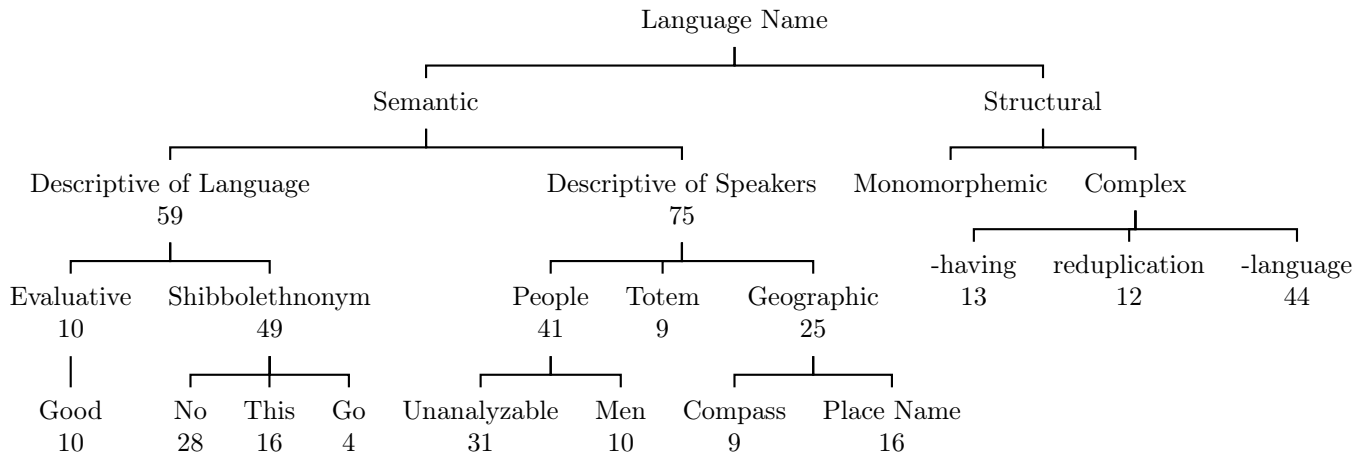 Language Name
Semantic Structural
Descriptive of Language Descriptive of Speakers Monomorphemic Complex
59 75
-having reduplication -language
13 12 44
Evaluative Shibbolethnonym People Totem Geographic
10 49 41 9 25
Good No This Go Unanalyzable Men Compass Place Name
10 28 16 4 31 10 9 16